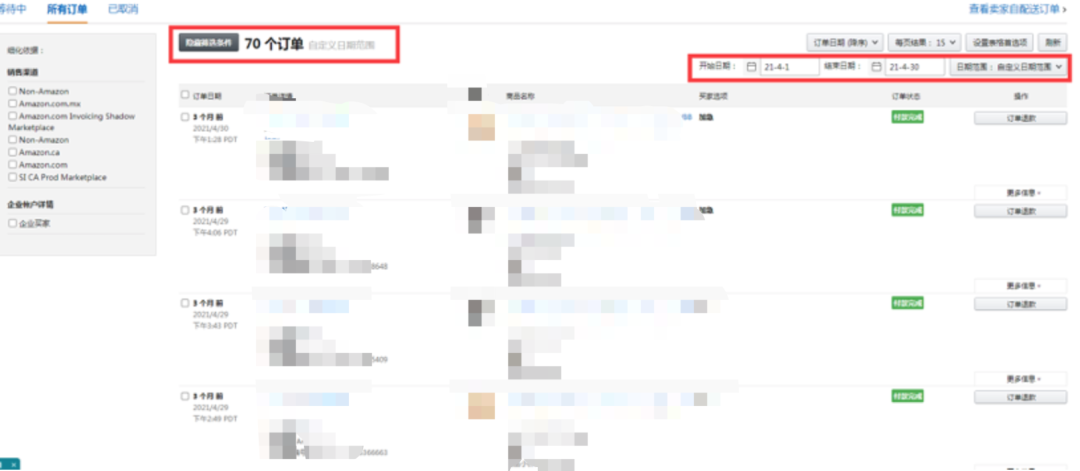 等待中 所有订单 已取消 查看卖家自配送订单 ›
细化依据：
销售渠道
Non-Amazon
Amazon.com.mx
Amazon.com Invoicing Shadow
Marketplace
Non-Amazon
Amazon.ca
Amazon.com
SI CA Prod Marketplace
企业帐户详情
企业买家
隐藏筛选条件 70 个订单 自定义日期范围
订单日期 (降序) 每页结果： 15 设置表格首选项 刷新
开始日期： 21-4-1 结束日期： 21-4-30 日期范围： 自定义日期范围
订单日期 订单详情 商品名称 买家选项 订单状态 操作
3 个月 前 加急 付款完成 订单退款
2021/4/30
下午1:28 PDT
更多信息
3 个月 前 加急 付款完成 订单退款
2021/4/29
下午4:06 PDT
8648
更多信息
3 个月 前 付款完成 订单退款
2021/4/29
下午3:43 PDT
更多信息
3 个月 前 付款完成 订单退款
2021/4/29
下午2:49 PDT